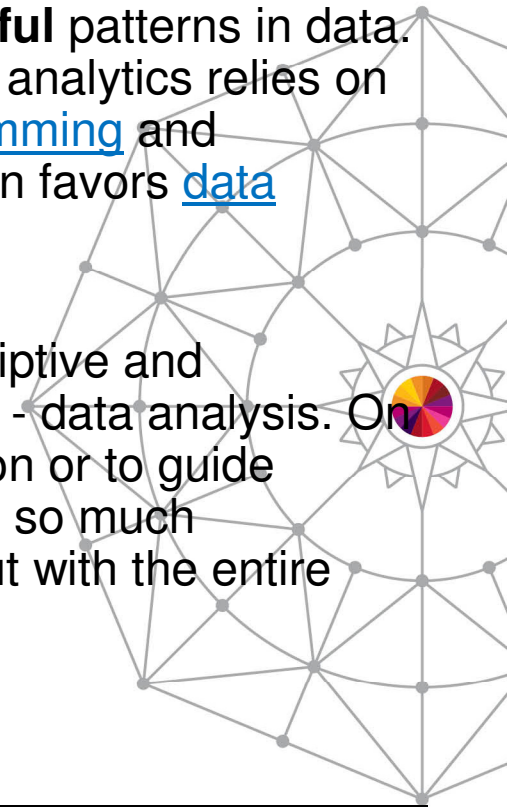 ful patterns in data.
analytics relies on
mming and
n favors data
iptive and
- data analysis. On
on or to guide
so much
ut with the entire